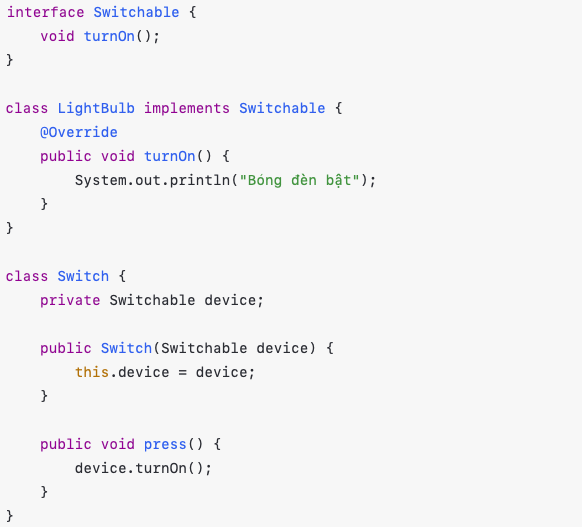 interface Switchable {
    void turnOn();
}

class LightBulb implements Switchable {
    @Override
    public void turnOn() {
        System.out.println("Bóng đèn bật");
    }
}

class Switch {
    private Switchable device;

    public Switch(Switchable device) {
        this.device = device;
    }

    public void press() {
        device.turnOn();
    }
}